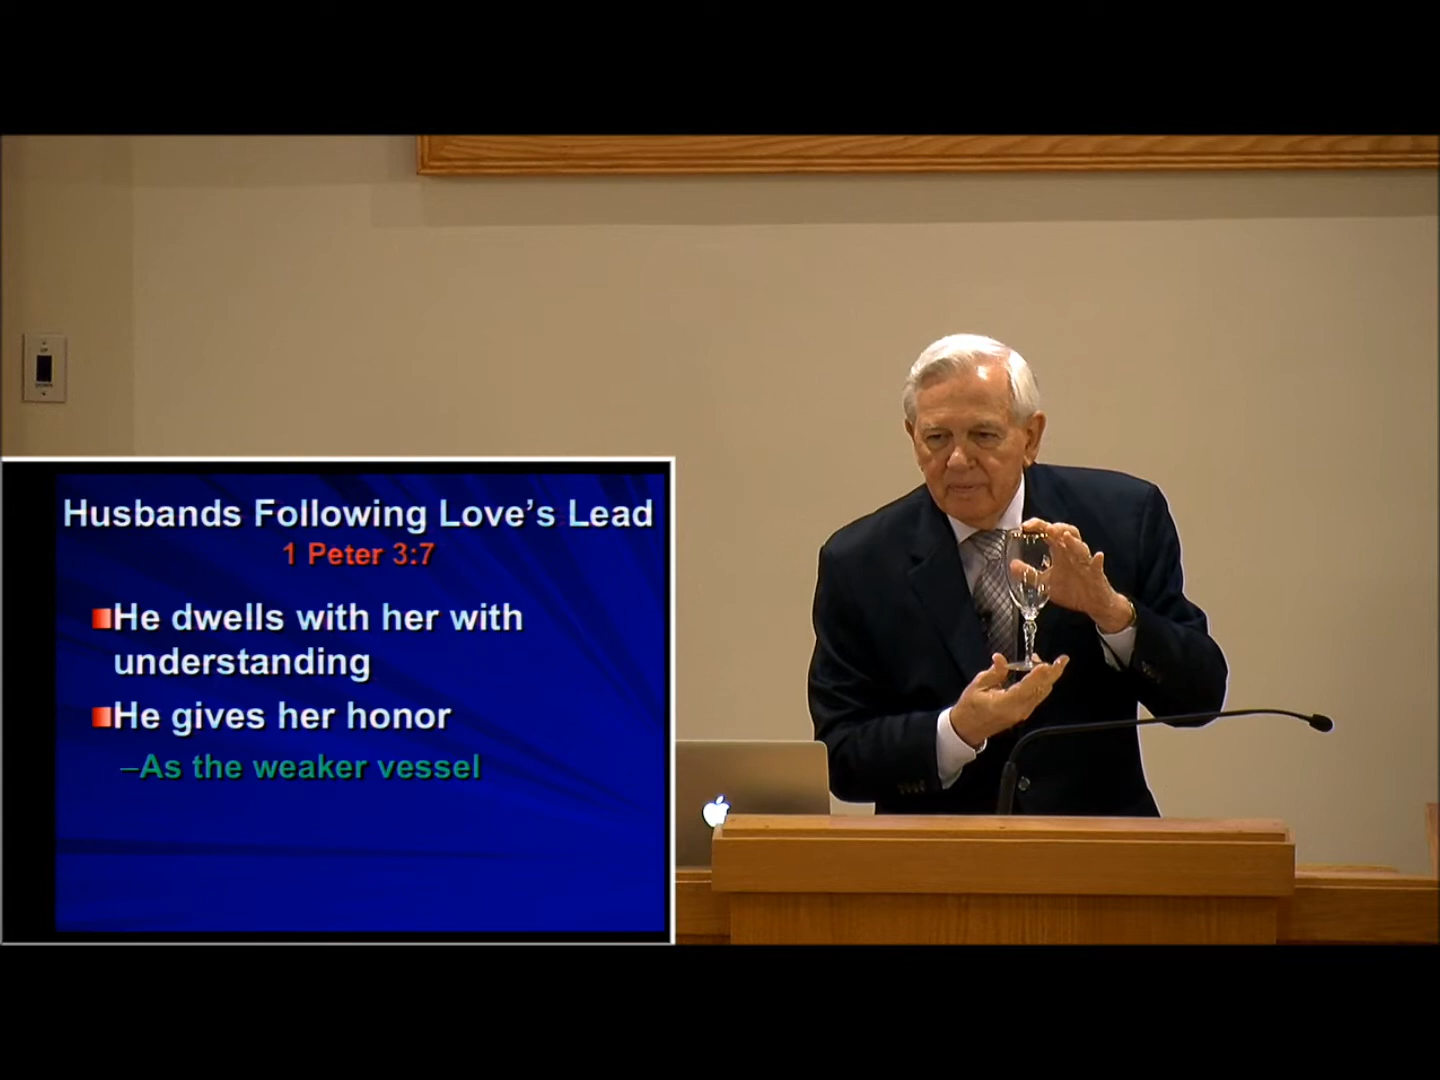 Husbands Following Love's Lead
1 Peter 3:7
He dwells with her with
understanding
He gives her honor
–As the weaker vessel